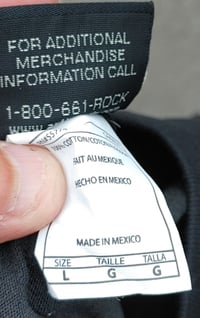 FOR ADDITIONAL
MERCHANDISE
INFORMATION CALL
1-800-661-ROCK
FAIT AU MEXIQUE
HECHO EN MEXICO
MADE IN MEXICO
SIZE TAILLE TALLA
L G G